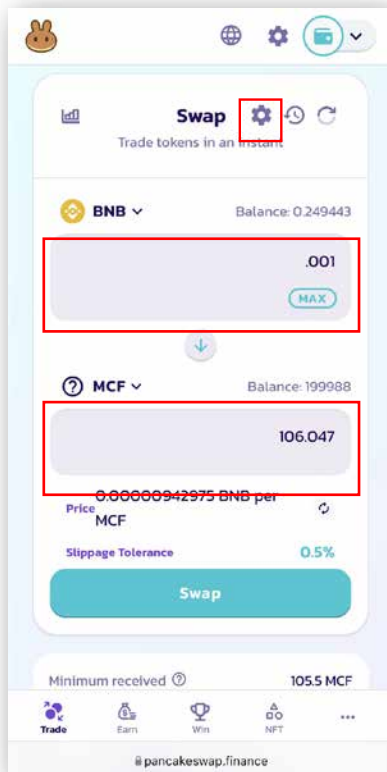 Swap
Trade tokens in an instant
BNB
Balance: 0.249443
.001
MAX
MCF
Balance: 199988
106.047
Price
0.00000942975 BNB per
MCF
Slippage Tolerance
0.5%
Swap
Minimum received
105.5 MCF
Trade
Earn
Win
NFT
pancakeswap.finance